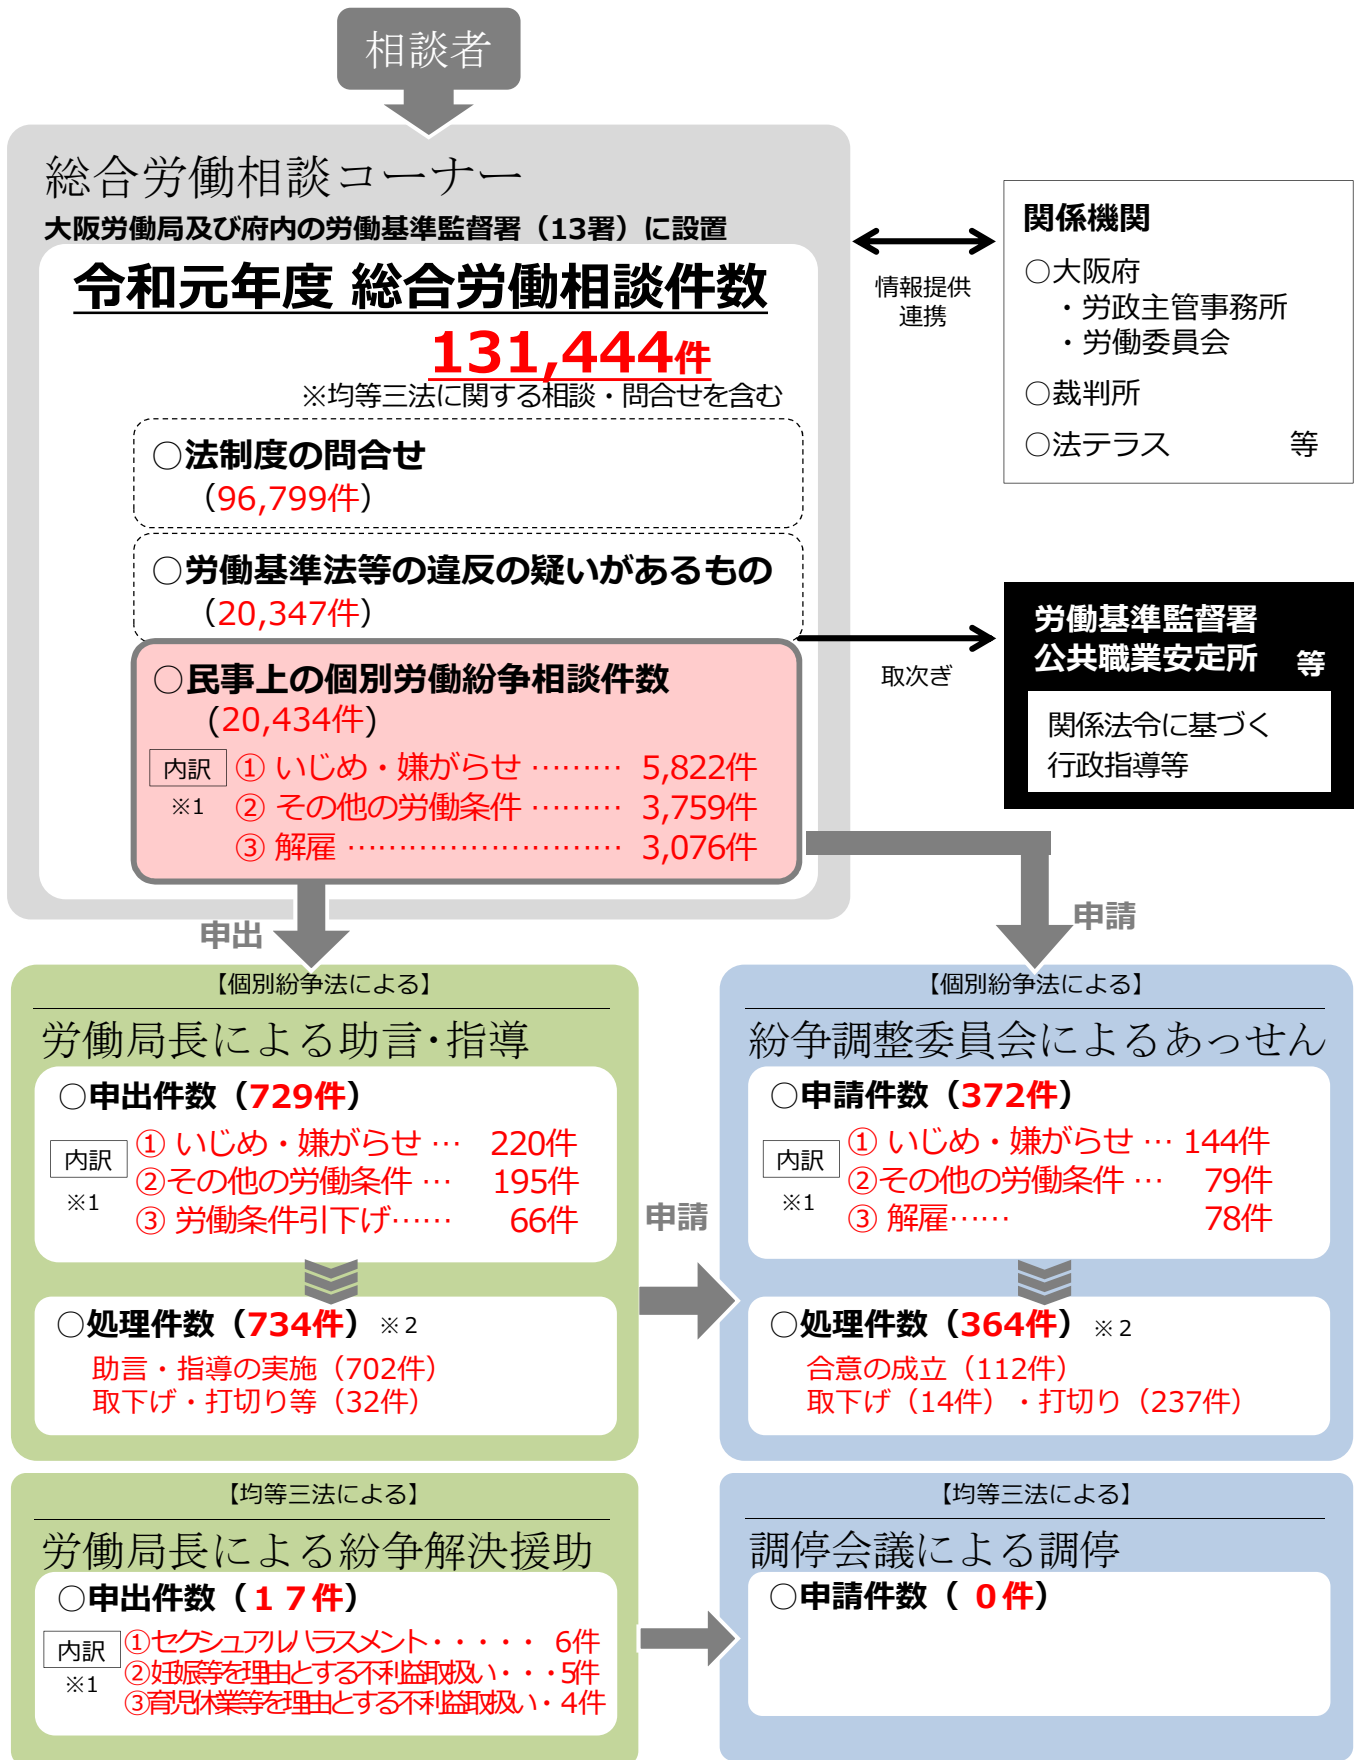 相談者
総合労働相談コーナー
大阪労働局及び府内の労働基準監督署（13署）に設置
令和元年度 総合労働相談件数
131,444件
※均等三法に関する相談・問合せを含む
○法制度の問合せ
（96,799件）
○労働基準法等の違反の疑いがあるもの
（20,347件）
○民事上の個別労働紛争相談件数
(20,434件)
内訳
※1
① いじめ・嫌がらせ ……… 5,822件
② その他の労働条件 ……… 3,759件
③ 解雇 ……………………… 3,076件
情報提供
連携
関係機関
○大阪府
・労政主管事務所
・労働委員会
○裁判所
○法テラス 等
取次ぎ
労働基準監督署
公共職業安定所 等
関係法令に基づく
行政指導等
申出
申請
【個別紛争法による】
労働局長による助言･指導
○申出件数（729件）
内訳
※1
① いじめ・嫌がらせ … 220件
②その他の労働条件 … 195件
③ 労働条件引下げ…… 66件
○処理件数（734件）※２
助言・指導の実施（702件）
取下げ・打切り等（32件）
申請
【個別紛争法による】
紛争調整委員会によるあっせん
○申請件数（372件）
内訳
※1
① いじめ・嫌がらせ … 144件
②その他の労働条件 … 79件
③ 解雇…… 78件
○処理件数（364件）※２
合意の成立（112件）
取下げ（14件）・打切り（237件）
【均等三法による】
労働局長による紛争解決援助
○申出件数（１７件）
内訳
※1
①セクシュアルハラスメント・・・・・ 6件
②妊娠等を理由とする不利益取扱い・・・5件
③育児休業等を理由とする不利益取扱い・4件
【均等三法による】
調停会議による調停
○申請件数（ ０件）